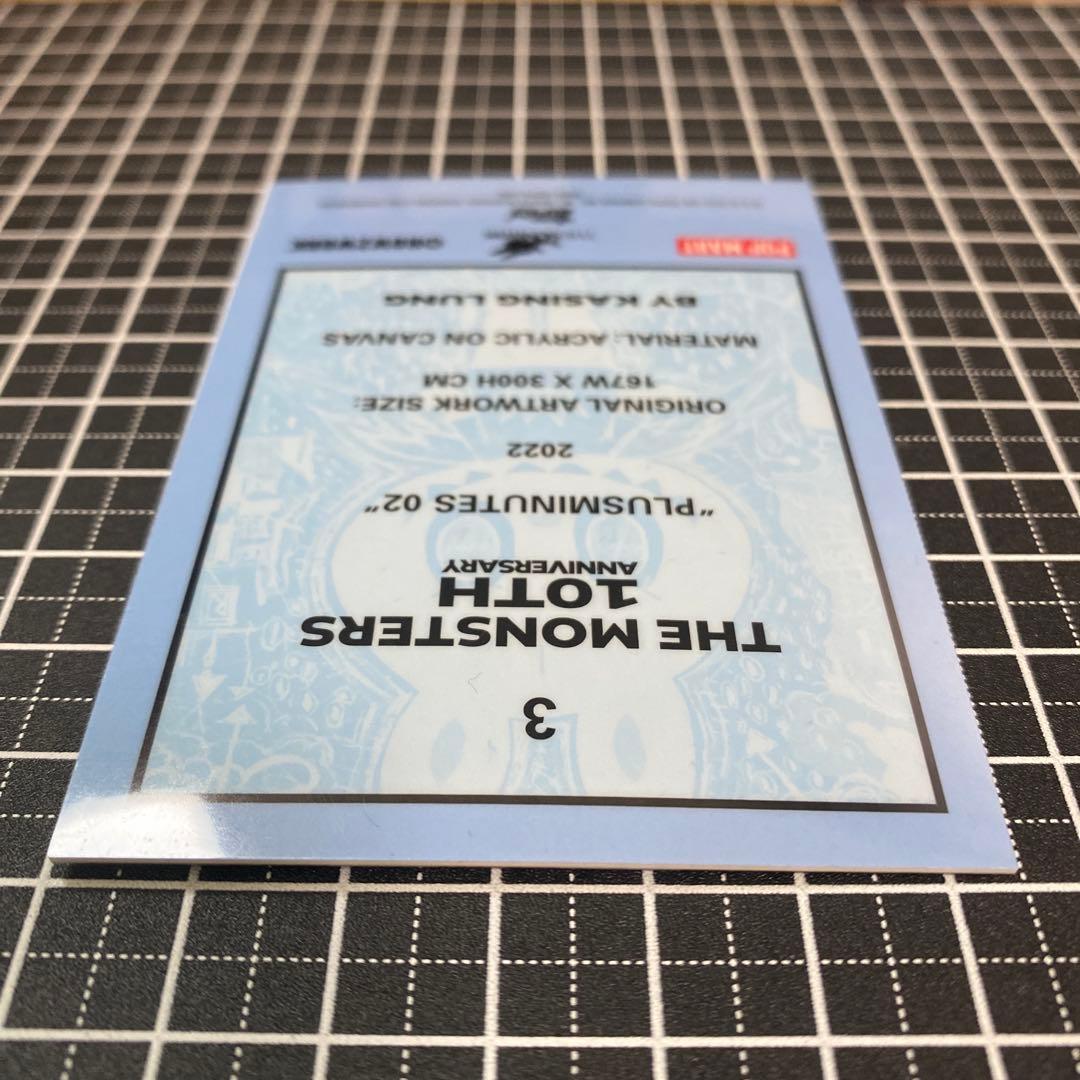 3
THE MONSTERS
10TH
ANNIVERSARY
"PLUSMINUTES 02"
2022
ORIGINAL ARTWORK SIZE:
167W X 300H CM
MATERIAL: ACRYLIC ON CANVAS
BY KASING LUNG
POP MART